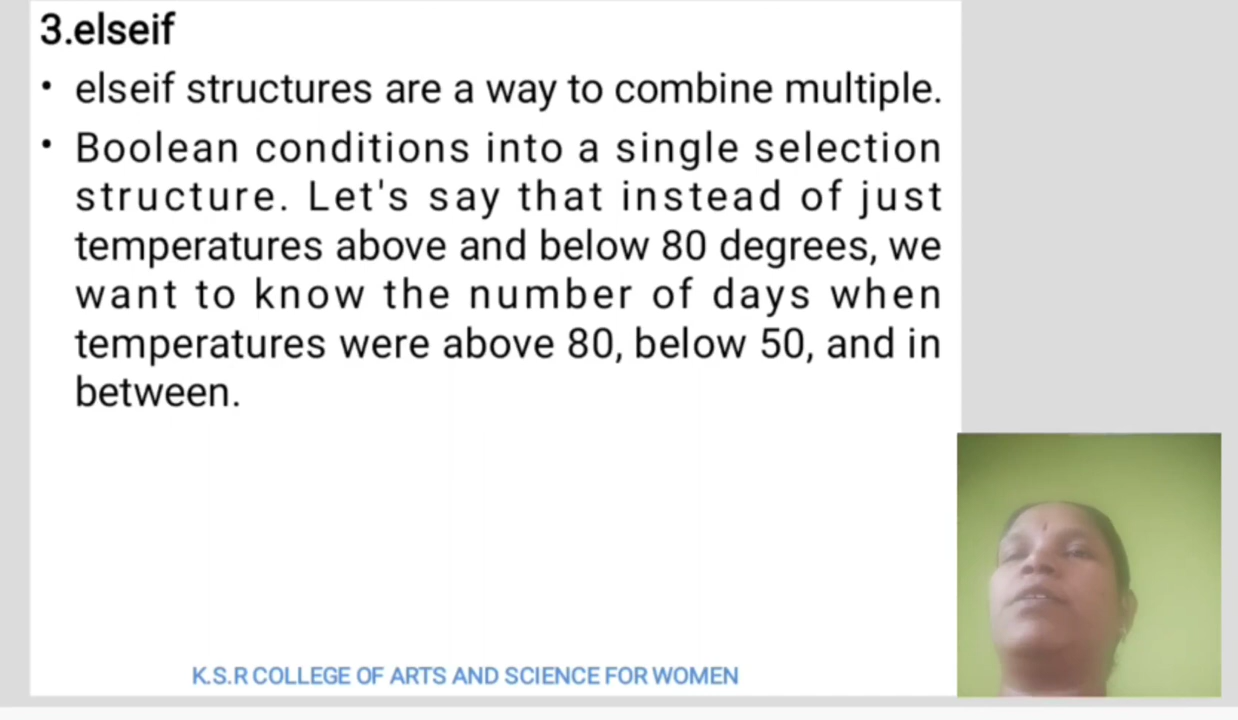 3.elseif
• elseif structures are a way to combine multiple.
• Boolean conditions into a single selection
structure. Let's say that instead of just
temperatures above and below 80 degrees, we
want to know the number of days when
temperatures were above 80, below 50, and in
between.
K.S.R COLLEGE OF ARTS AND SCIENCE FOR WOMEN